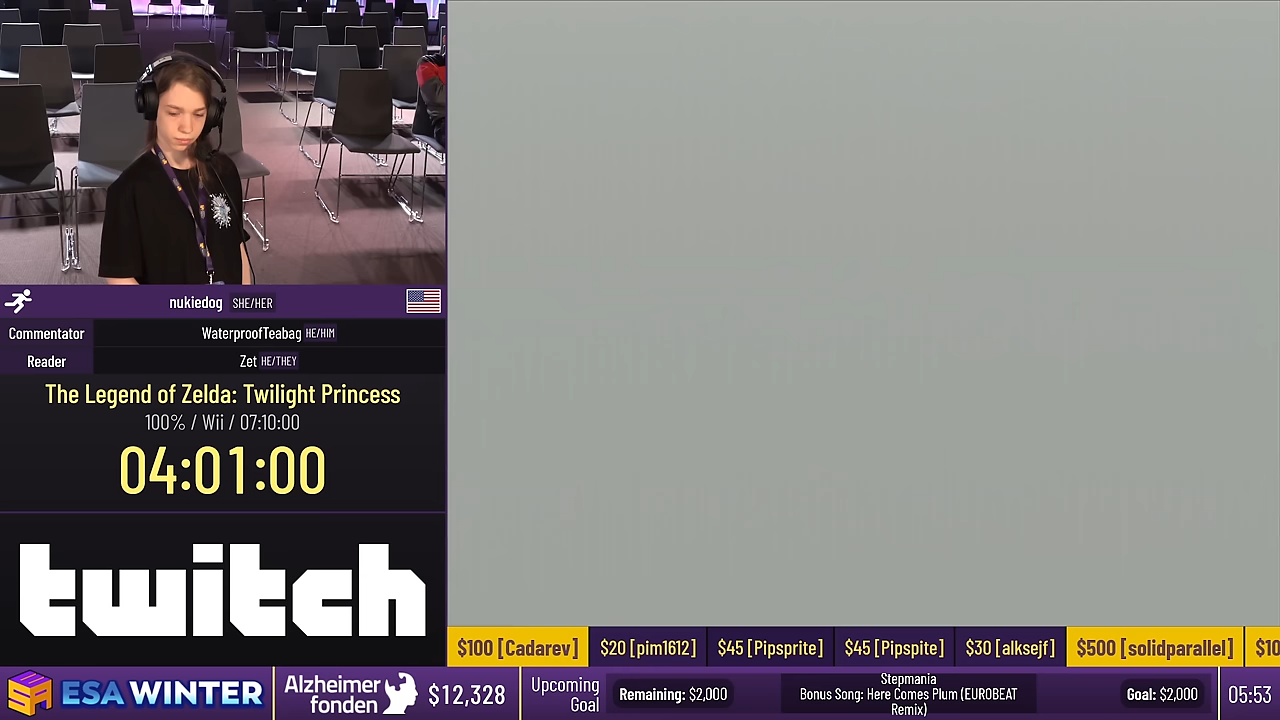 nukiedog SHE/HER
Commentator WaterproofTeabag HE/HIM
Reader Zet HE/THEY
The Legend of Zelda: Twilight Princess
100% / Wii / 07:10:00
04:01:00
twitch
$100 [Cadarev] $20 [pim1612] $45 [Pipsprite] $45 [Pipspite] $30 [alksejf] $500 [solidparallel] $10
ESA WINTER
Alzheimer
fonden
$12,328
Upcoming
Goal
Remaining: $2,000
Stepmania
Bonus Song: Here Comes Plum (EUROBEAT
Remix)
Goal: $2,000
05:53